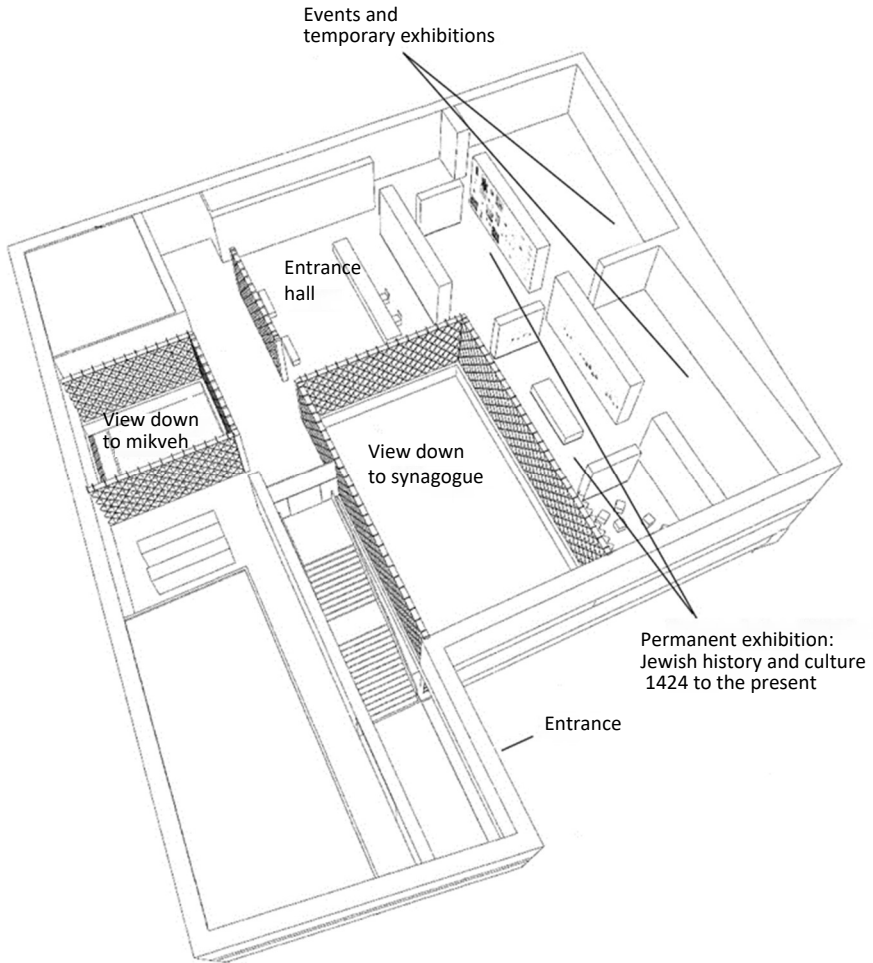 Events and
temporary exhibitions
Entrance
hall
View down
to mikveh
View down
to synagogue
Permanent exhibition:
Jewish history and culture
1424 to the present
Entrance